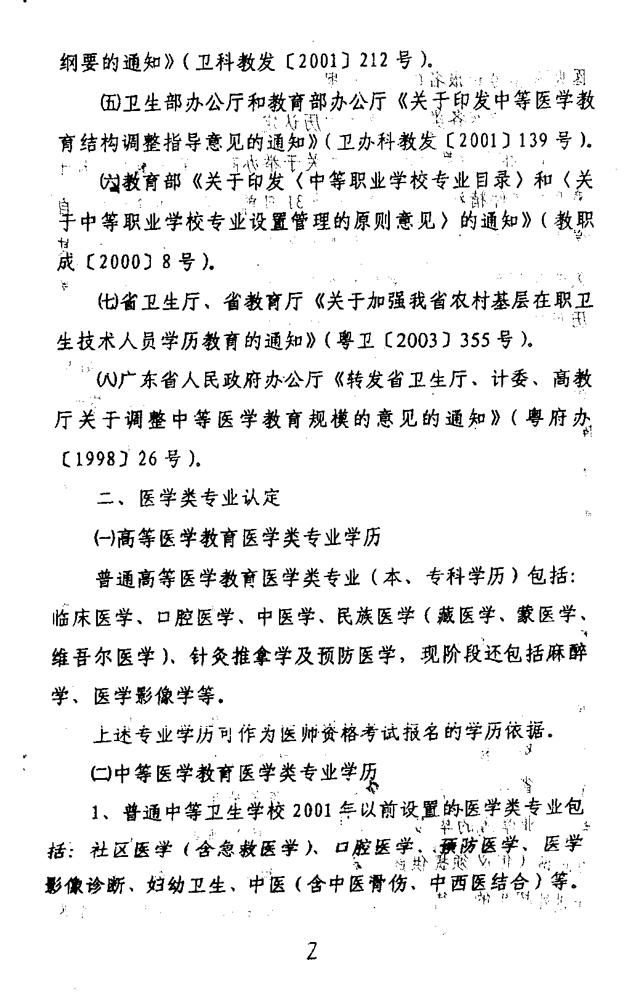 纲要的通知》（卫科教发〔2001〕212号）。
㈤卫生部办公厅和教育部办公厅《关于印发中等医学教
育结构调整指导意见的通知》（卫办科教发〔2001〕139号）。
㈥教育部《关于印发〈中等职业学校专业目录〉和〈关
于中等职业学校专业设置管理的原则意见〉的通知》（教职
成〔2000〕8号）。
㈦省卫生厅、省教育厅《关于加强我省农村基层在职卫
生技术人员学历教育的通知》（粤卫〔2003〕355号）。
㈧广东省人民政府办公厅《转发省卫生厅、计委、高教
厅关于调整中等医学教育规模的意见的通知》（粤府办
〔1998〕26号）。
二、医学类专业认定
㈠高等医学教育医学类专业学历
普通高等医学教育医学类专业（本、专科学历）包括：
临床医学、口腔医学、中医学、民族医学（藏医学、蒙医学、
维吾尔医学）、针灸推拿学及预防医学，现阶段还包括麻醉
学、医学影像学等。
上述专业学历可作为医师资格考试报名的学历依据。
㈡中等医学教育医学类专业学历
1、普通中等卫生学校2001年以前设置的医学类专业包
括：社区医学（含急救医学）、口腔医学、预防医学、医学
影像诊断、妇幼卫生、中医（含中医骨伤、中西医结合）等。
2